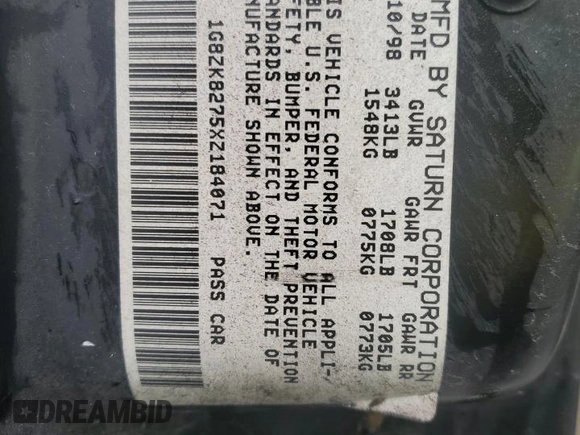 MFD BY SATURN CORPORATION
DATE GVWR GAWR FRT GAWR RR
10/98 3413LB 1708LB 1705LB
1548KG 0775KG 0773KG
IS VEHICLE CONFORMS TO ALL APPLI-
BLE U.S. FEDERAL MOTOR VEHICLE
FETY, BUMPER, AND THEFT PREVENTION
ANDARDS IN EFFECT ON THE DATE OF
NUFACTURE SHOWN ABOVE.
1G8ZK8275XZ184071 PASS CAR
DREAMBID